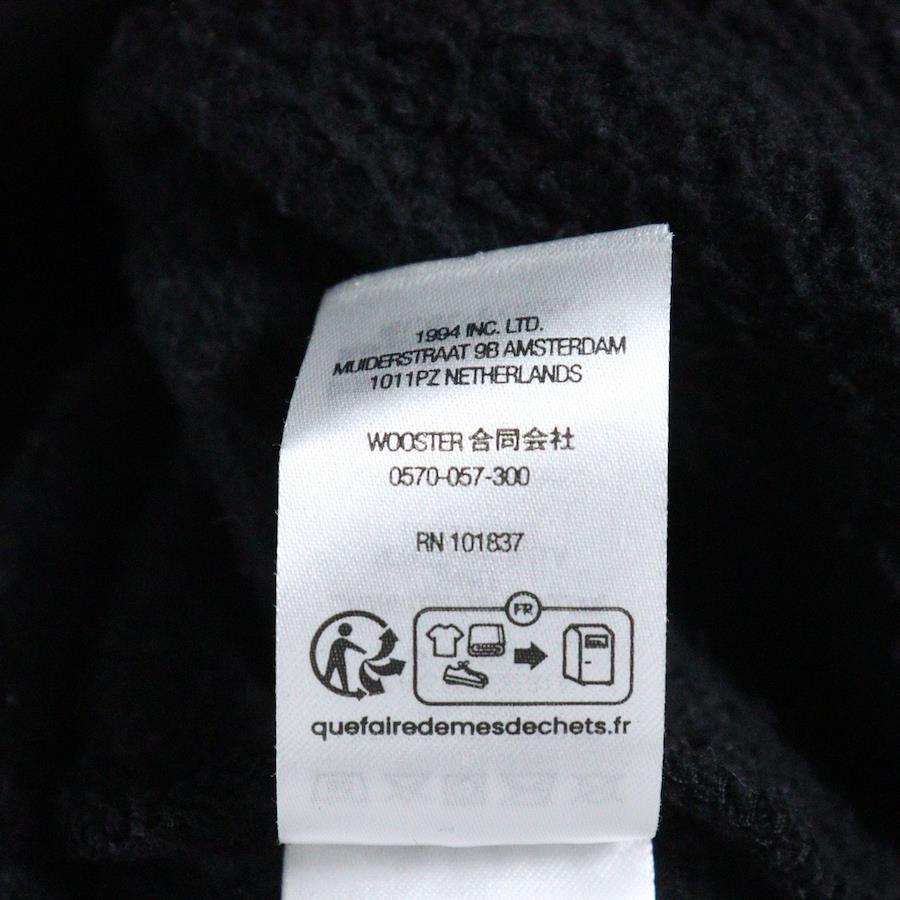 1994 INC. LTD.
MUIDERSTRAAT 9B AMSTERDAM
1011PZ NETHERLANDS
WOOSTER 合同会社
0570-057-300
RN 101837
FR
quefairedemesdechets.fr